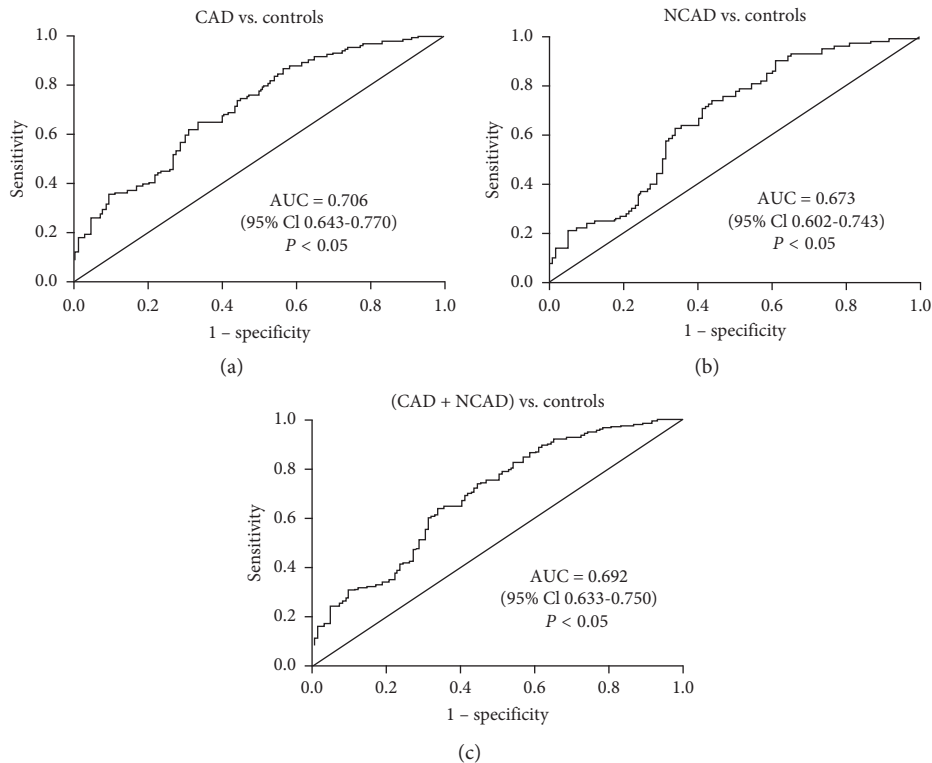 CAD vs. controls
1.0
0.8
0.6
0.4
0.2
0.0
Sensitivity
AUC = 0.706
(95% Cl 0.643-0.770)
P < 0.05
0.0 0.2 0.4 0.6 0.8 1.0
1 – specificity
(a)
NCAD vs. controls
1.0
0.8
0.6
0.4
0.2
0.0
Sensitivity
AUC = 0.673
(95% Cl 0.602-0.743)
P < 0.05
0.0 0.2 0.4 0.6 0.8 1.0
1 – specificity
(b)
(CAD + NCAD) vs. controls
1.0
0.8
0.6
0.4
0.2
0.0
Sensitivity
AUC = 0.692
(95% Cl 0.633-0.750)
P < 0.05
0.0 0.2 0.4 0.6 0.8 1.0
1 – specificity
(c)